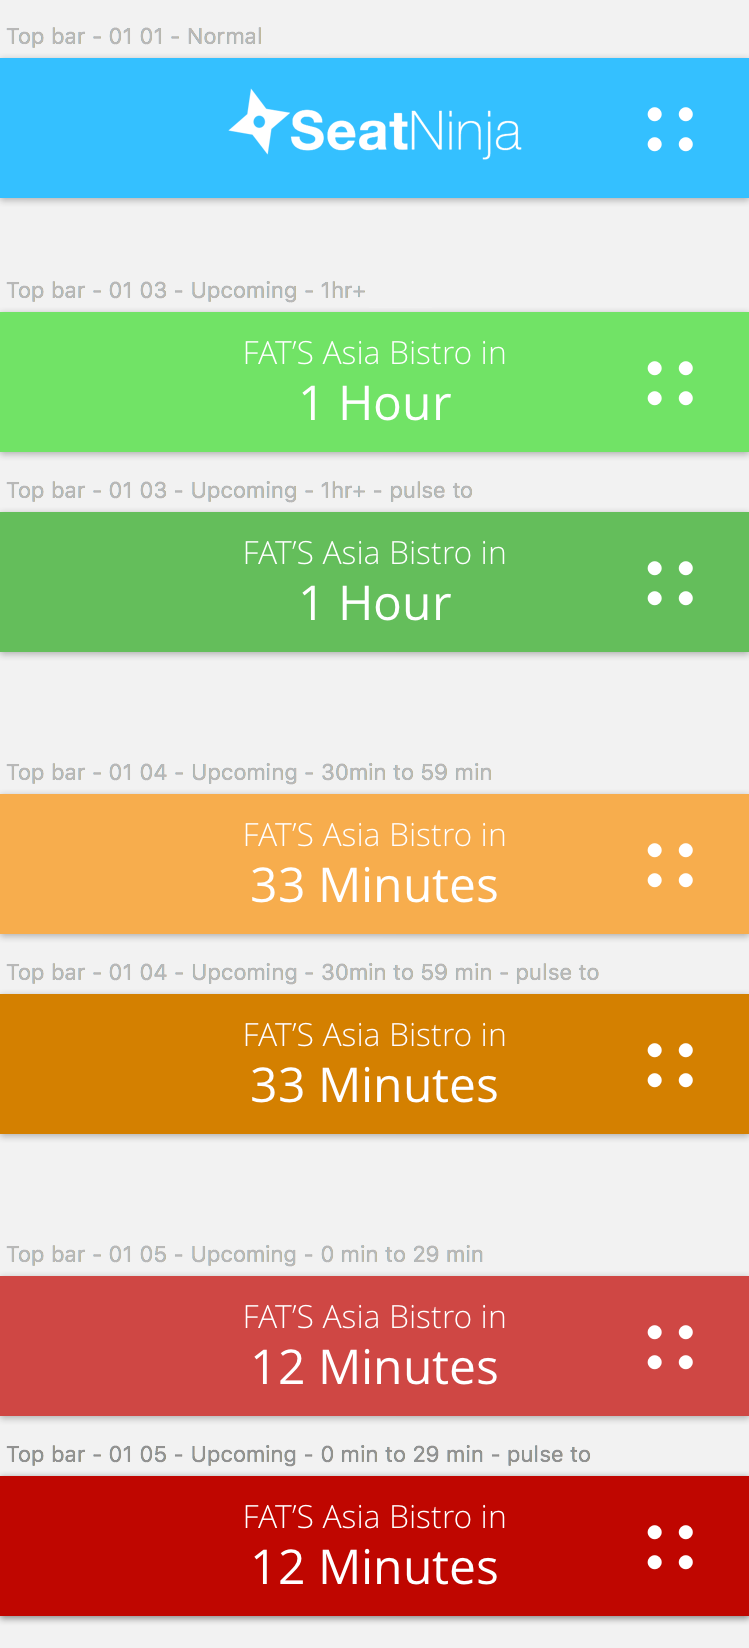 Top bar - 01 01 - Normal
SeatNinja
Top bar - 01 03 - Upcoming - 1hr+
FAT'S Asia Bistro in
1 Hour
Top bar - 01 03 - Upcoming - 1hr+ - pulse to
FAT'S Asia Bistro in
1 Hour
Top bar - 01 04 - Upcoming - 30min to 59 min
FAT'S Asia Bistro in
33 Minutes
Top bar - 01 04 - Upcoming - 30min to 59 min - pulse to
FAT'S Asia Bistro in
33 Minutes
Top bar - 01 05 - Upcoming - 0 min to 29 min
FAT'S Asia Bistro in
12 Minutes
Top bar - 01 05 - Upcoming - 0 min to 29 min - pulse to
FAT'S Asia Bistro in
12 Minutes